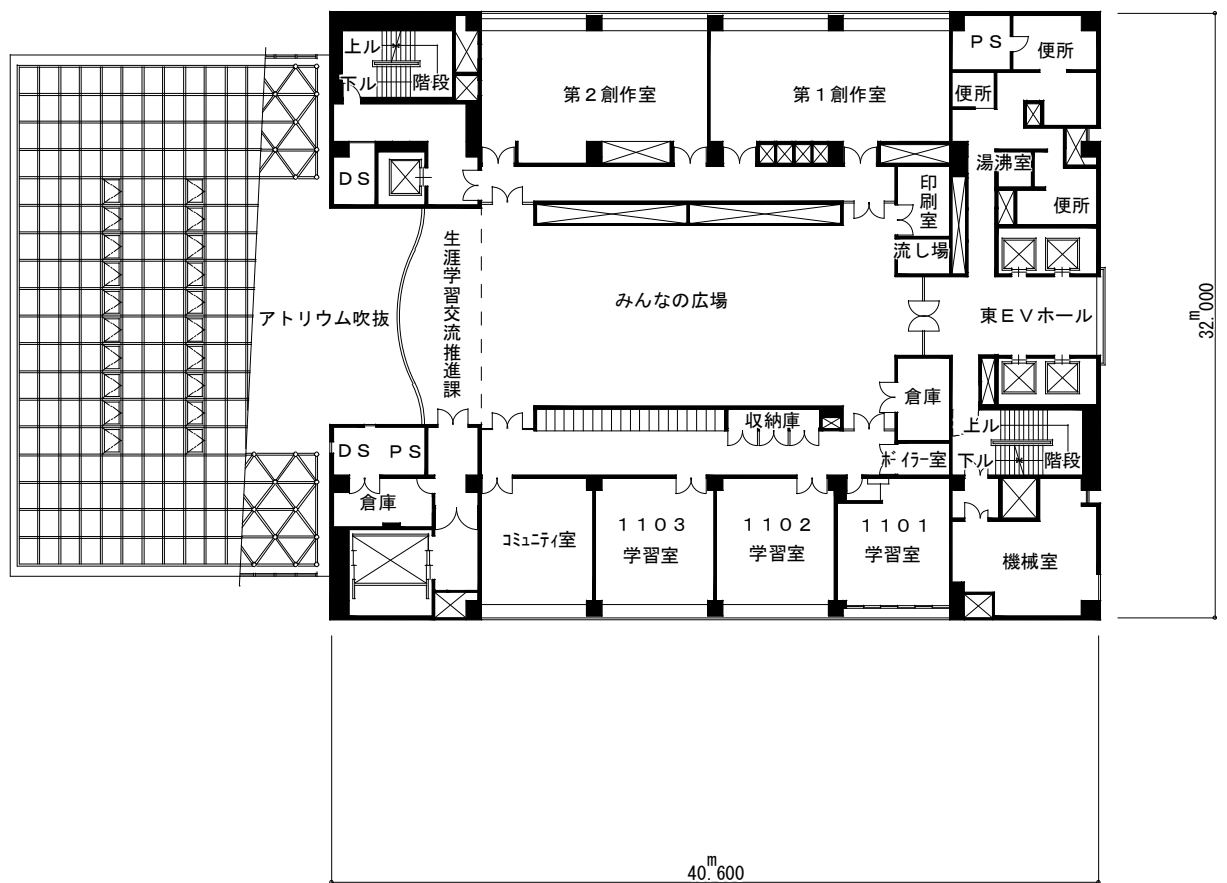 上ル
下ル
階段
第２創作室
第１創作室
ＰＳ
便所
便所
ＤＳ
湯沸室
印刷室
便所
流し場
生涯学習交流推進課
みんなの広場
アトリウム吹抜
東ＥＶホール
32.000
m
倉庫
収納庫
上ル
下ル
階段
ＤＳ
ＰＳ
ﾎﾞｲﾗｰ室
倉庫
ｺﾐｭﾆﾃｨ室
１１０３
学習室
１１０２
学習室
１１０１
学習室
機械室
m
40.600